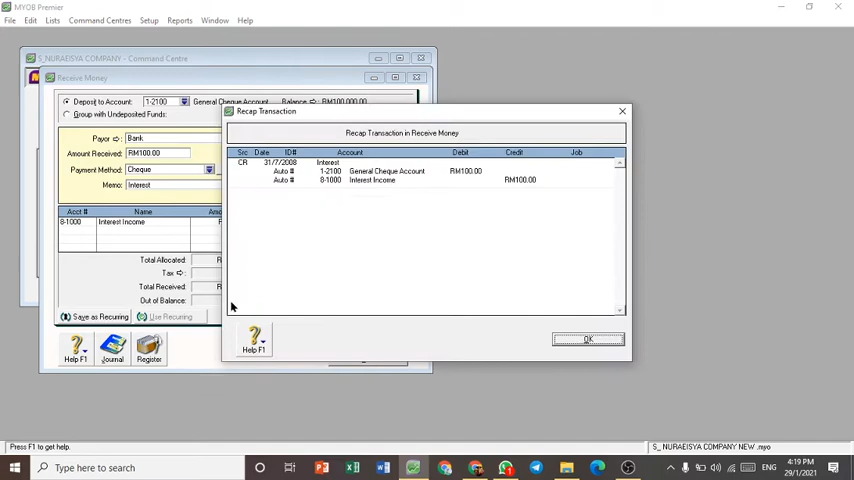 MYOB Premier
File Edit Lists Command Centres Setup Reports Window Help
S_NURAEISYA COMPANY - Command Centre
Receive Money
Deposit to Account: 1-2100 General Cheque Account Balance RM100,000.00
Group with Undeposited Funds:
Payor Bank
Amount Received: RM100.00
Payment Method: Cheque
Memo: Interest
Acct # Name Amo
8-1000 Interest Income R
Total Allocated: R
Tax
Total Received: R
Out of Balance:
Save as Recurring Use Recurring
Help F1 Journal Register
Recap Transaction
Recap Transaction in Receive Money
Src Date ID# Account Debit Credit Job
CR 31/7/2008 Interest
Auto # 1-2100 General Cheque Account RM100.00
Auto # 8-1000 Interest Income RM100.00
Help F1
OK
Press F1 to get help.
S_ NURAEISYA COMPANY NEW .myo
Type here to search
1
ENG
4:19 PM
29/1/2021